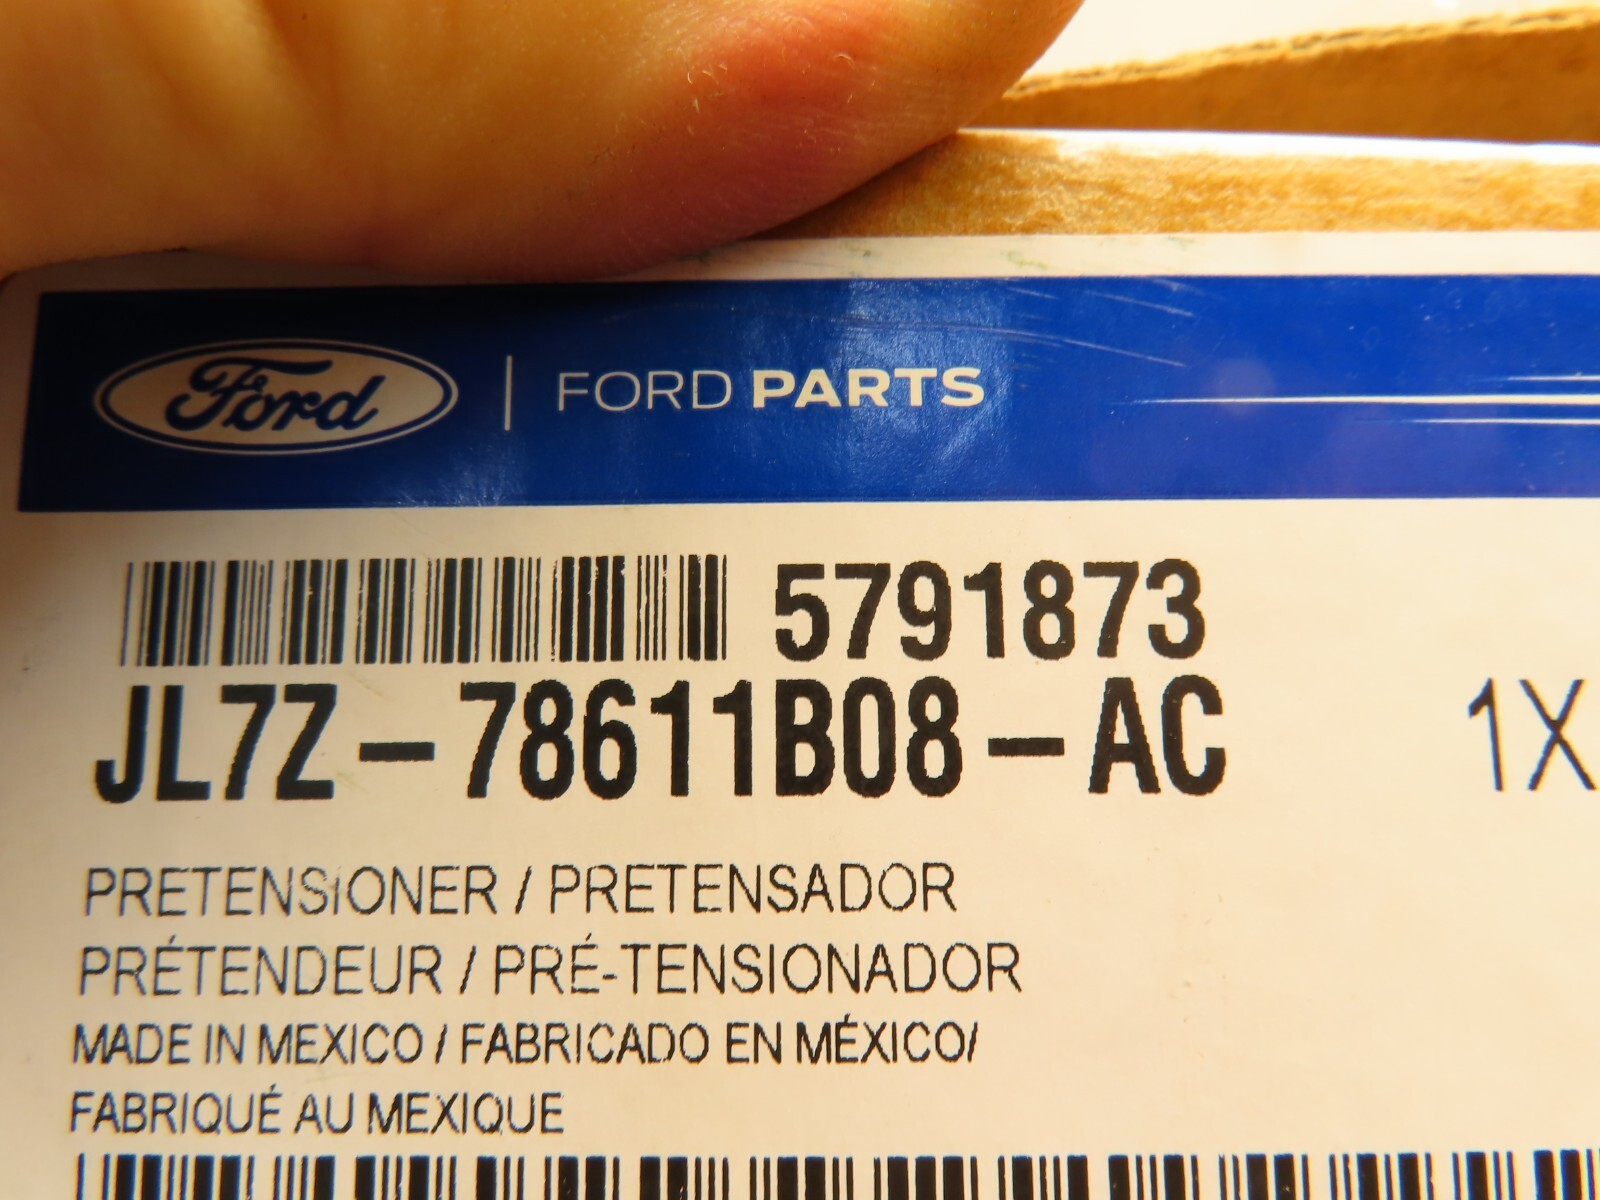 Ford | FORD PARTS
5791873
JL7Z-78611B08-AC 1X
PRETENSIONER / PRETENSADOR
PRÉTENDEUR / PRÉ-TENSIONADOR
MADE IN MEXICO / FABRICADO EN MÉXICO/
FABRIQUÉ AU MEXIQUE